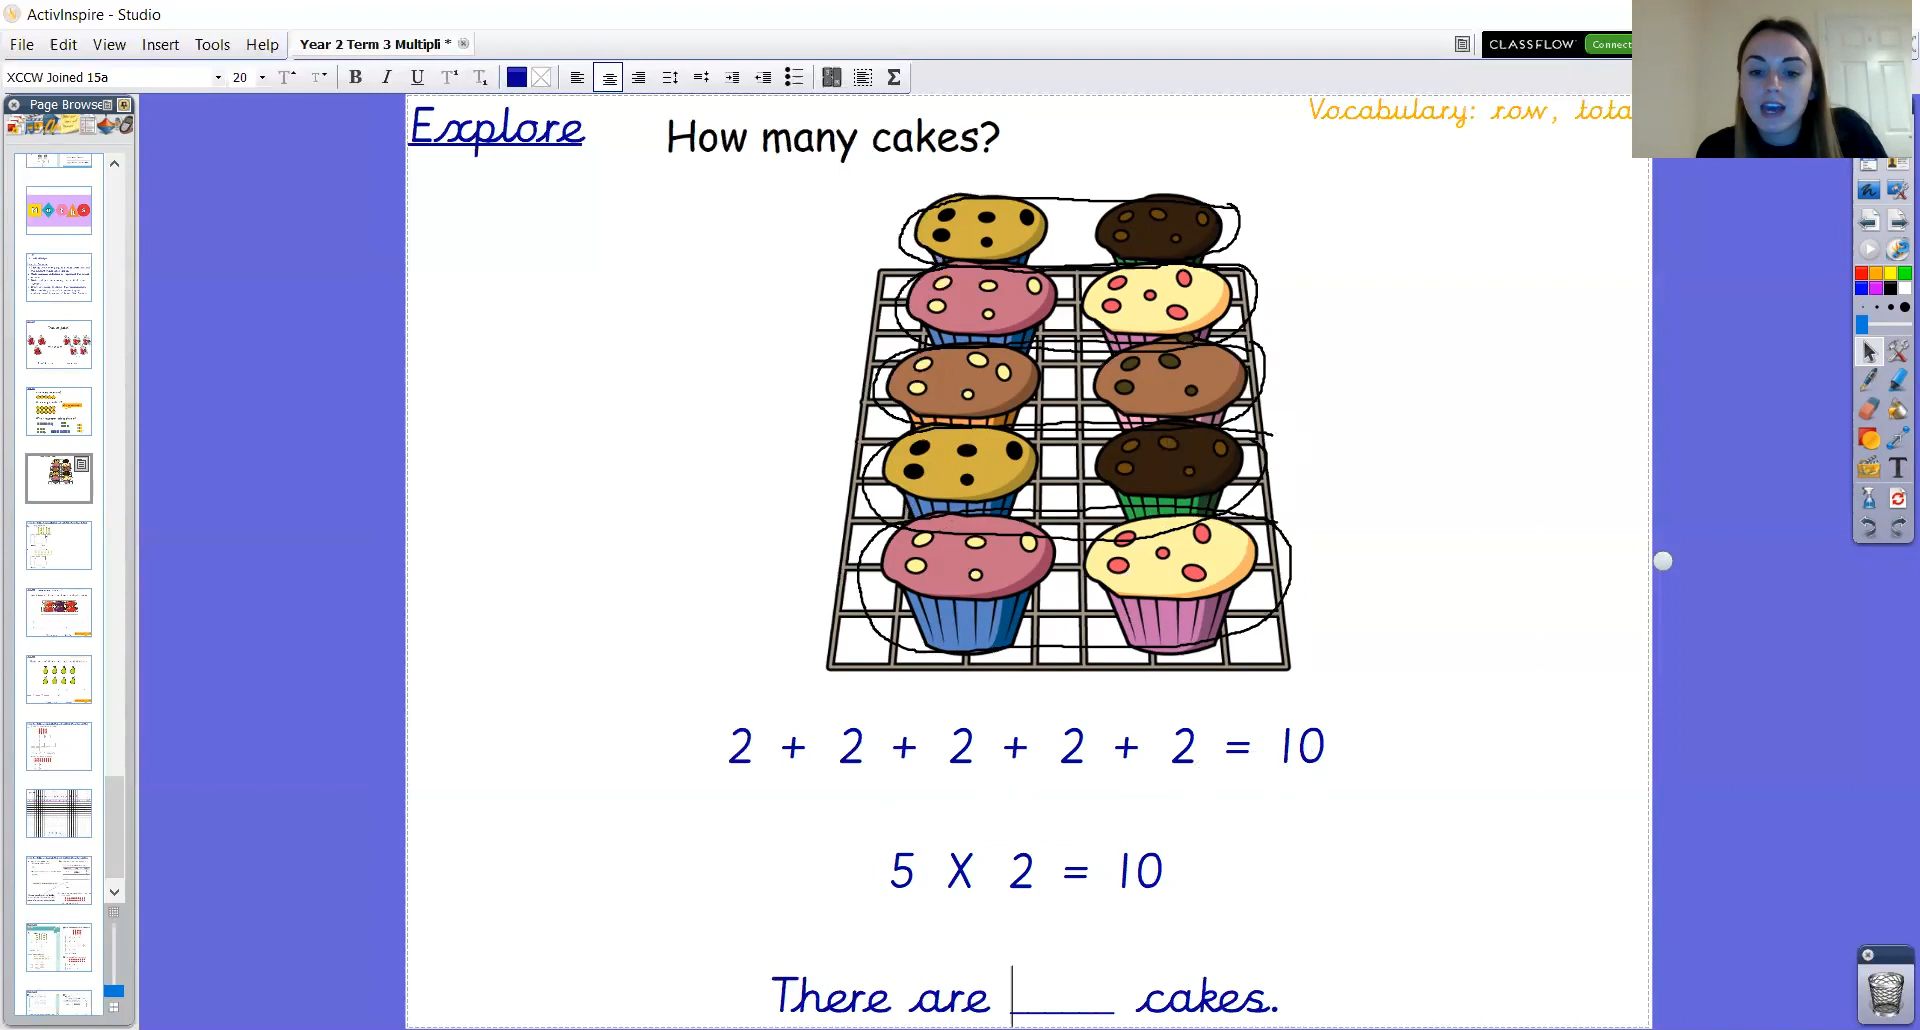 ActivInspire - Studio
File Edit View Insert Tools Help Year 2 Term 3 Multipli *
CLASSFLOW Connect
XCCW Joined 15a 20 B I U
Page Browse
Explore
How many cakes?
Vocabulary: row, tota
2 + 2 + 2 + 2 + 2 = 10
5 X 2 = 10
There are ____ cakes.